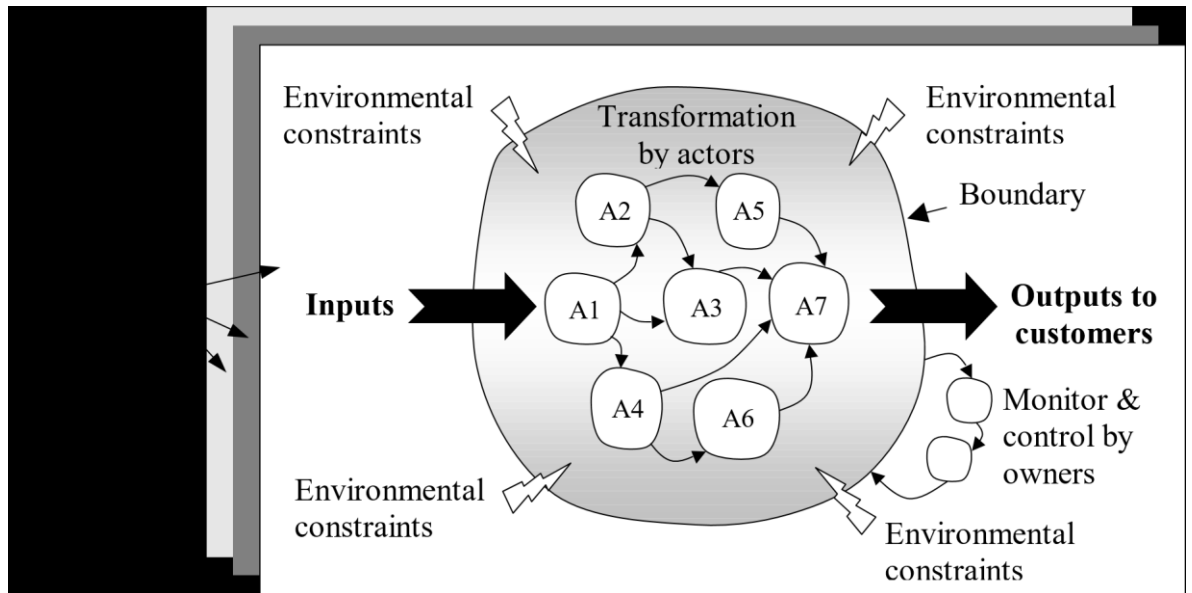 Environmental
constraints
Transformation
by actors
Environmental
constraints
A2
A5
Boundary
Inputs
A1
A3
A7
Outputs to
customers
A4
A6
Monitor &
control by
owners
Environmental
constraints
Environmental
constraints